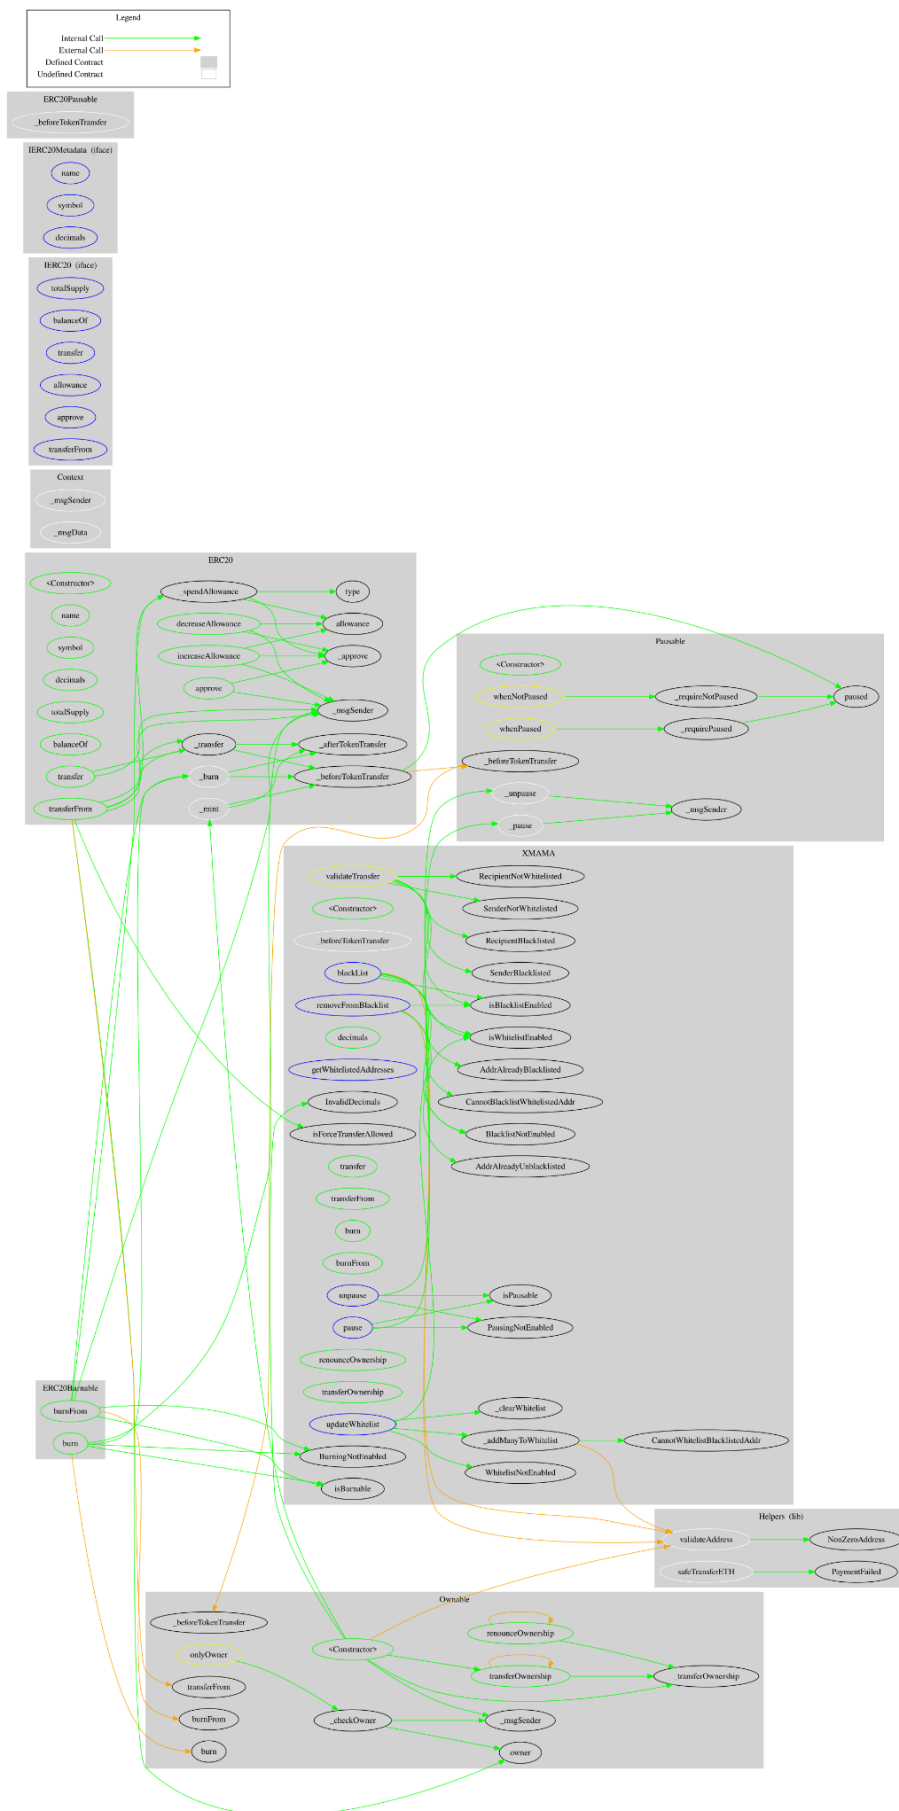 Legend
Internal Call
External Call
Defined Contract
Undefined Contract
ERC20Pausable
_beforeTokenTransfer
IERC20Metadata (iface)
name
symbol
decimals
IERC20 (iface)
totalSupply
balanceOf
transfer
allowance
approve
transferFrom
Context
_msgSender
_msgData
ERC20
<Constructor>
name
symbol
decimals
totalSupply
balanceOf
transfer
transferFrom
_spendAllowance
decreaseAllowance
increaseAllowance
approve
_transfer
_burn
_mint
type
allowance
_approve
_msgSender
_afterTokenTransfer
_beforeTokenTransfer
Pausable
<Constructor>
whenNotPaused
whenPaused
_beforeTokenTransfer
_unpause
_pause
_requireNotPaused
_requirePaused
_msgSender
paused
XMAMA
validateTransfer
<Constructor>
_beforeTokenTransfer
blackList
removeFromBlacklist
decimals
getWhitelistedAddresses
InvalidDecimals
isForceTransferAllowed
transfer
transferFrom
burn
burnFrom
unpause
pause
renounceOwnership
transferOwnership
updateWhitelist
BurningNotEnabled
isBurnable
RecipientNotWhitelisted
SenderNotWhitelisted
RecipientBlacklisted
SenderBlacklisted
isBlacklistEnabled
isWhitelistEnabled
AddrAlreadyBlacklisted
CannotBlacklistWhitelistedAddr
BlacklistNotEnabled
AddrAlreadyUnblacklisted
isPausable
PausingNotEnabled
_clearWhitelist
_addManyToWhitelist
WhitelistNotEnabled
CannotWhitelistBlacklistedAddr
ERC20Burnable
burnFrom
burn
Helpers (lib)
validateAddress
safeTransferETH
NonZeroAddress
PaymentFailed
Ownable
_beforeTokenTransfer
onlyOwner
transferFrom
burnFrom
burn
<Constructor>
_checkOwner
renounceOwnership
transferOwnership
_msgSender
owner
_transferOwnership